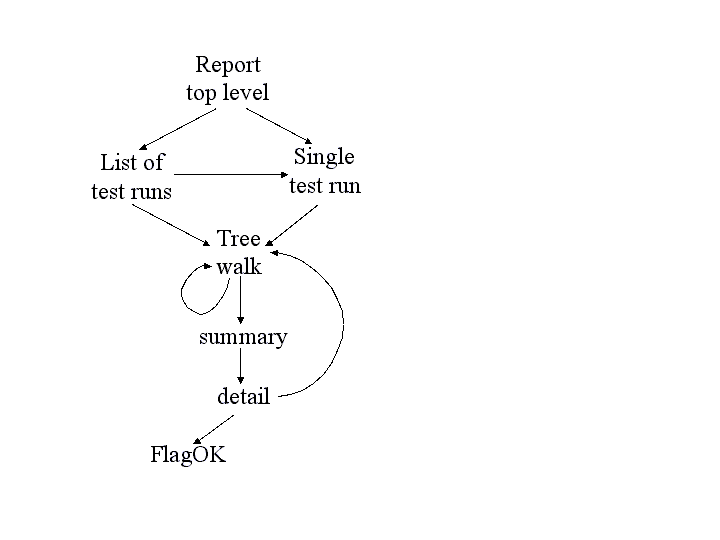 Report
top level
List of
test runs
Single
test run
Tree
walk
summary
detail
FlagOK